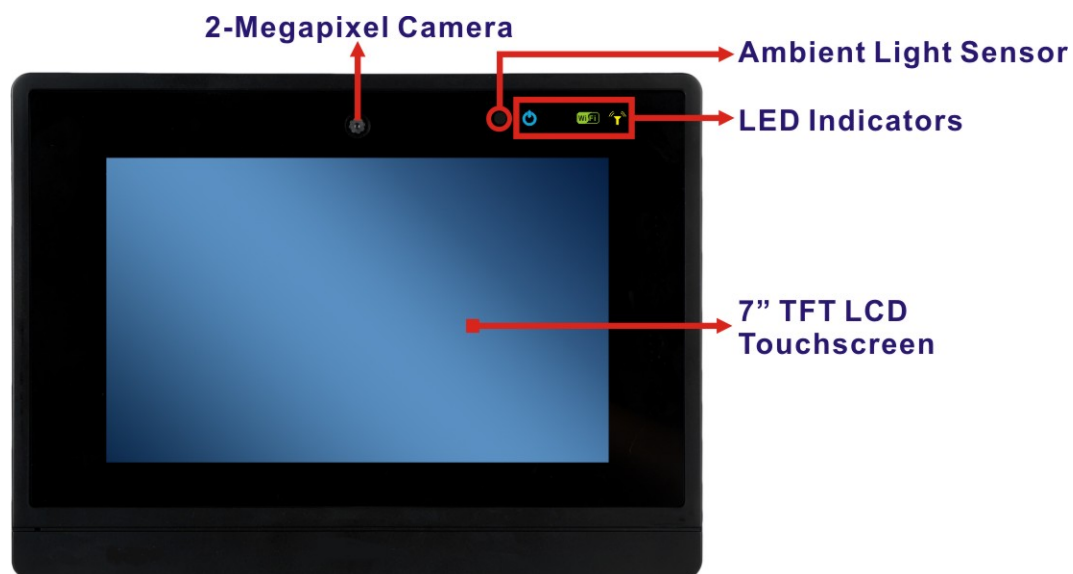 2-Megapixel Camera
Ambient Light Sensor
WiFi
LED Indicators
7” TFT LCD
Touchscreen